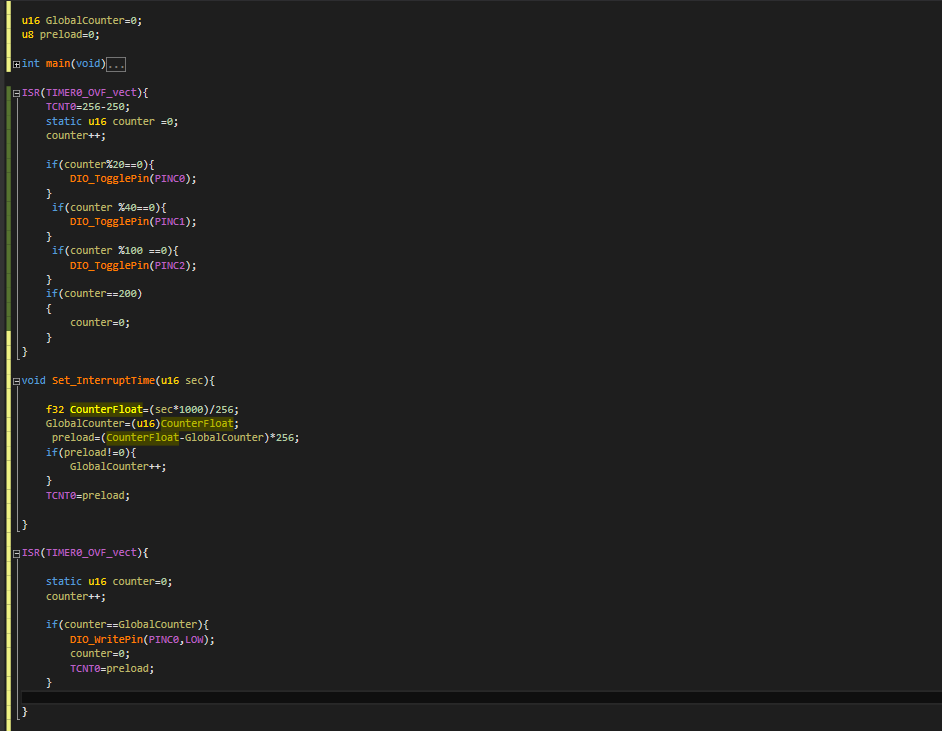 u16 GlobalCounter=0;
u8 preload=0;
int main(void)...
ISR(TIMER0_OVF_vect){
TCNT0=256-250;
static u16 counter =0;
counter++;
if(counter%20==0){
DIO_TogglePin(PINC0);
}
if(counter %40==0){
DIO_TogglePin(PINC1);
}
if(counter %100 ==0){
DIO_TogglePin(PINC2);
}
if(counter==200)
{
counter=0;
}
}
void Set_InterruptTime(u16 sec){
f32 CounterFloat=(sec*1000)/256;
GlobalCounter=(u16)CounterFloat;
preload=(CounterFloat-GlobalCounter)*256;
if(preload!=0){
GlobalCounter++;
}
TCNT0=preload;
}
ISR(TIMER0_OVF_vect){
static u16 counter=0;
counter++;
if(counter==GlobalCounter){
DIO_WritePin(PINC0,LOW);
counter=0;
TCNT0=preload;
}
}